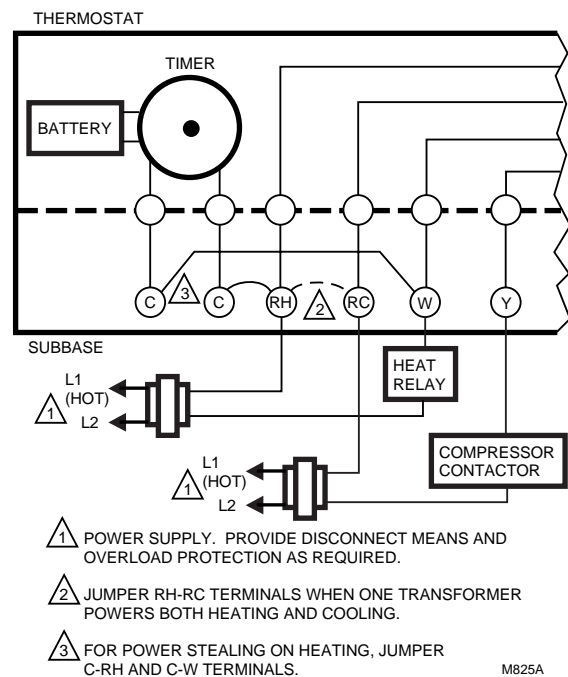 THERMOSTAT
TIMER
BATTERY
C
3
C
RH
2
RC
W
Y
SUBBASE
HEAT
RELAY
L1
(HOT)
1
L2
COMPRESSOR
CONTACTOR
L1
(HOT)
1
L2
1 POWER SUPPLY. PROVIDE DISCONNECT MEANS AND
OVERLOAD PROTECTION AS REQUIRED.
2 JUMPER RH-RC TERMINALS WHEN ONE TRANSFORMER
POWERS BOTH HEATING AND COOLING.
3 FOR POWER STEALING ON HEATING, JUMPER
C-RH AND C-W TERMINALS.
M825A